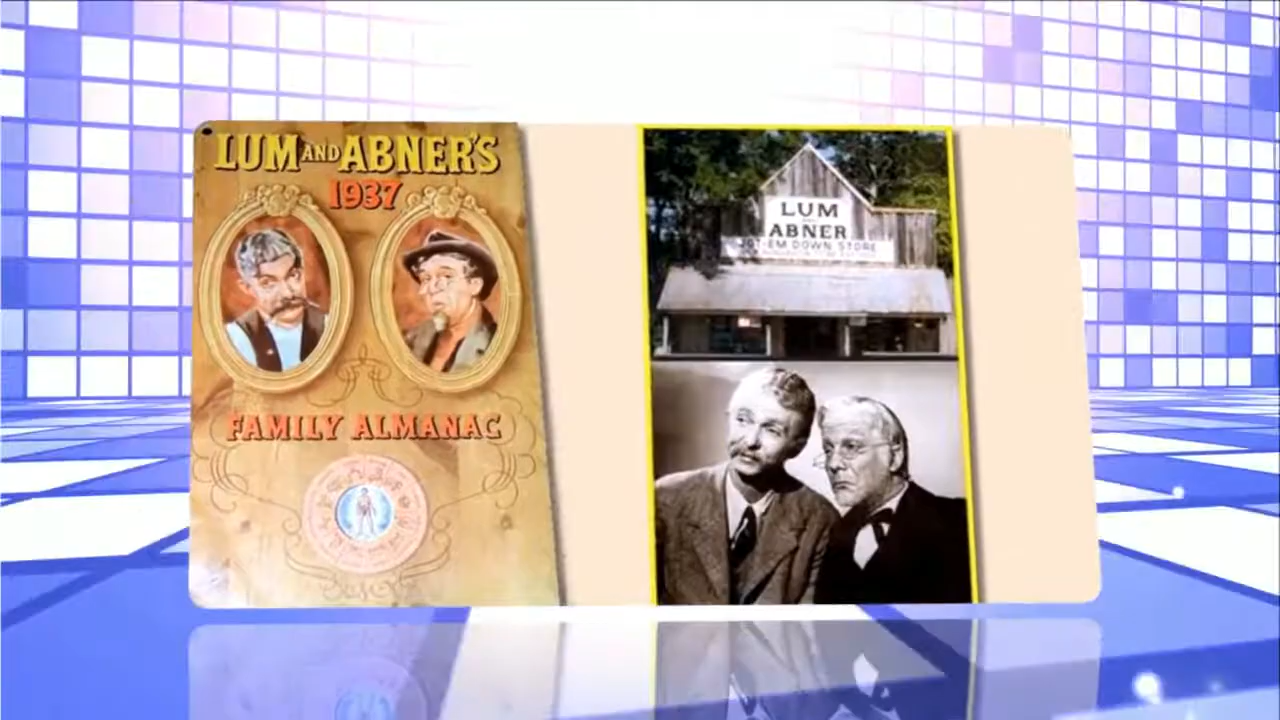 LUM AND ABNER'S
1937
FAMILY ALMANAC
LUM
AND
ABNER
JOT-EM DOWN STORE